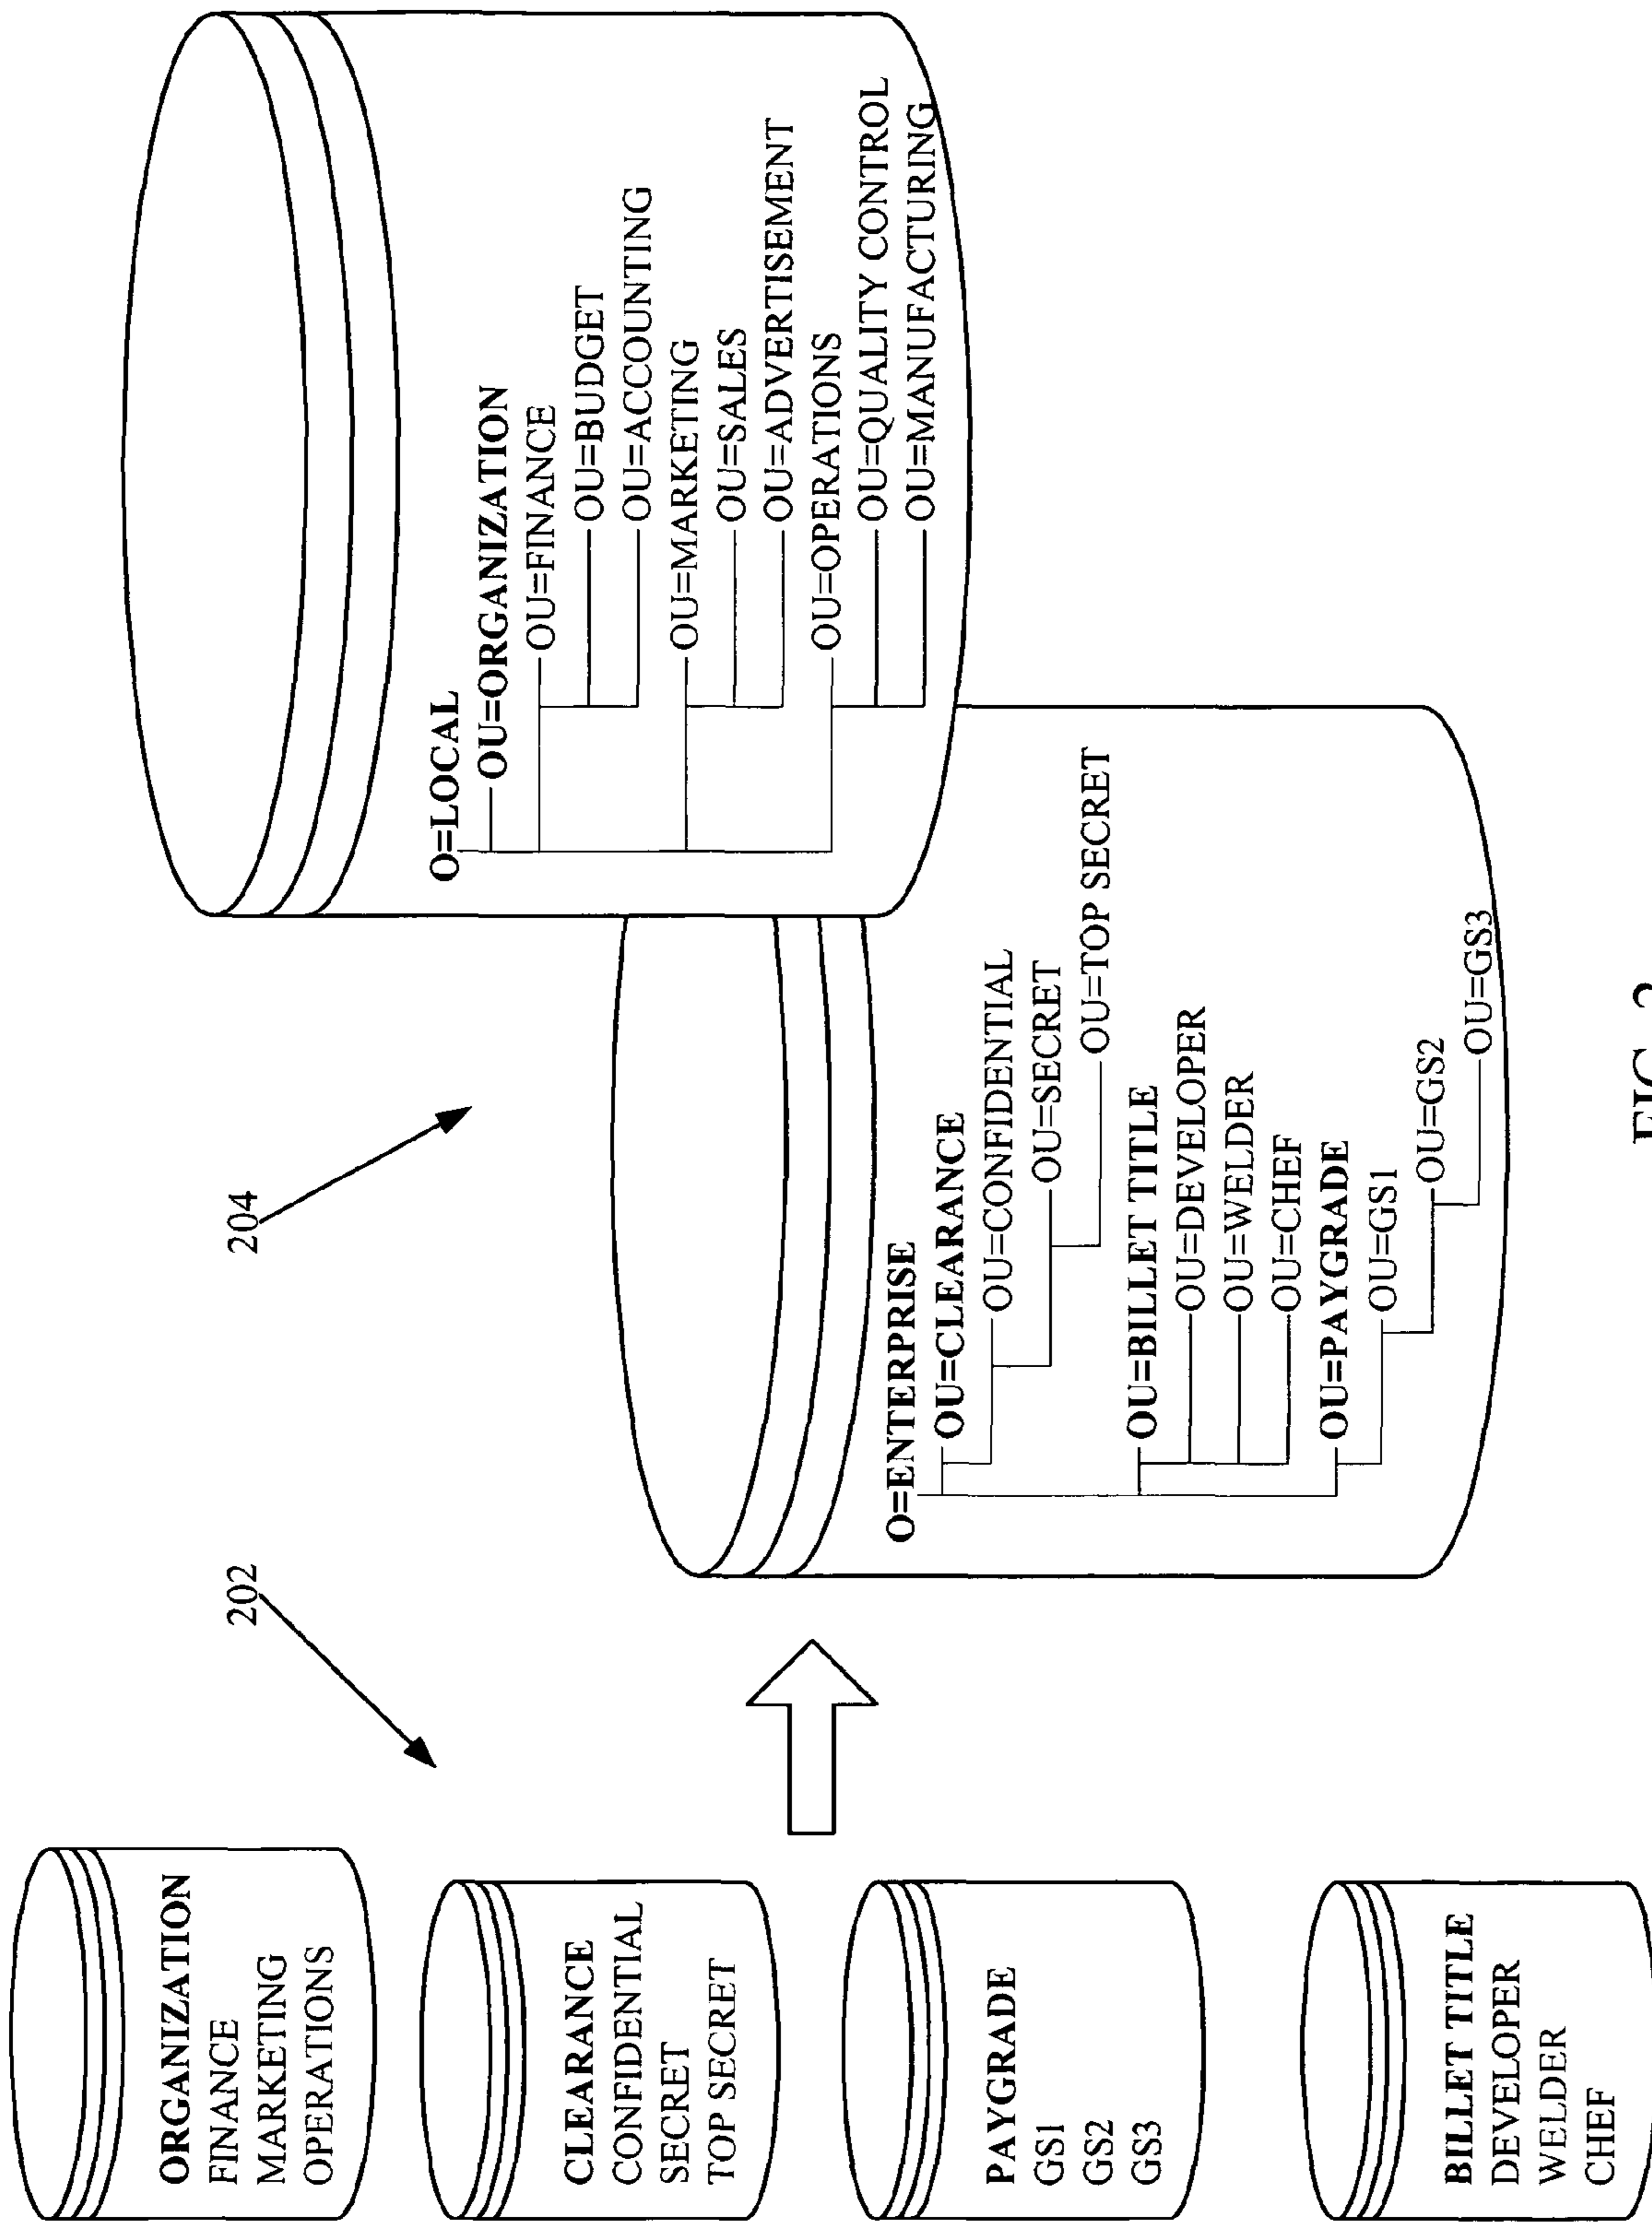 202
204
ORGANIZATION
FINANCE
MARKETING
OPERATIONS
CLEARANCE
CONFIDENTIAL
SECRET
TOP SECRET
PAYGRADE
GS1
GS2
GS3
BILLET TITLE
DEVELOPER
WELDER
CHEF
O=LOCAL
OU=ORGANIZATION
OU=FINANCE
OU=BUDGET
OU=ACCOUNTING
OU=MARKETING
OU=SALES
OU=ADVERTISEMENT
OU=OPERATIONS
OU=QUALITY CONTROL
OU=MANUFACTURING
O=ENTERPRISE
OU=CLEARANCE
OU=CONFIDENTIAL
OU=SECRET
OU=TOP SECRET
OU=BILLET TITLE
OU=DEVELOPER
OU=WELDER
OU=CHEF
OU=PAYGRADE
OU=GS1
OU=GS2
OU=GS3
FIG.